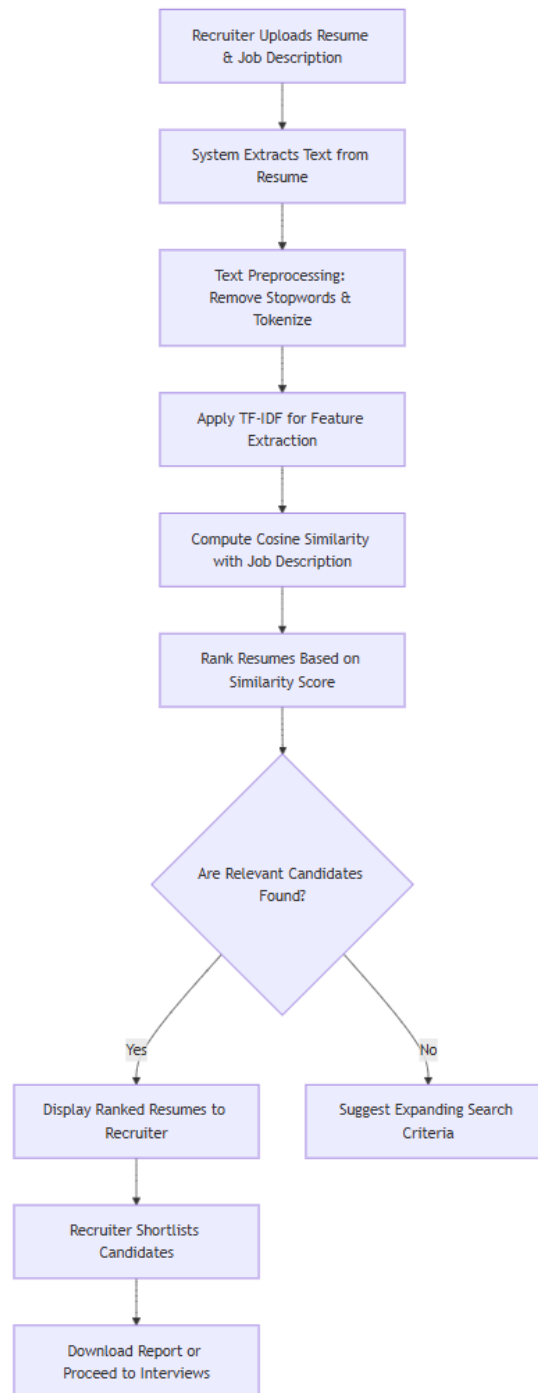 Recruiter Uploads Resume
& Job Description
System Extracts Text from
Resume
Text Preprocessing:
Remove Stopwords &
Tokenize
Apply TF-IDF for Feature
Extraction
Compute Cosine Similarity
with Job Description
Rank Resumes Based on
Similarity Score
Are Relevant Candidates
Found?
Yes
No
Display Ranked Resumes to
Recruiter
Suggest Expanding Search
Criteria
Recruiter Shortlists
Candidates
Download Report or
Proceed to Interviews